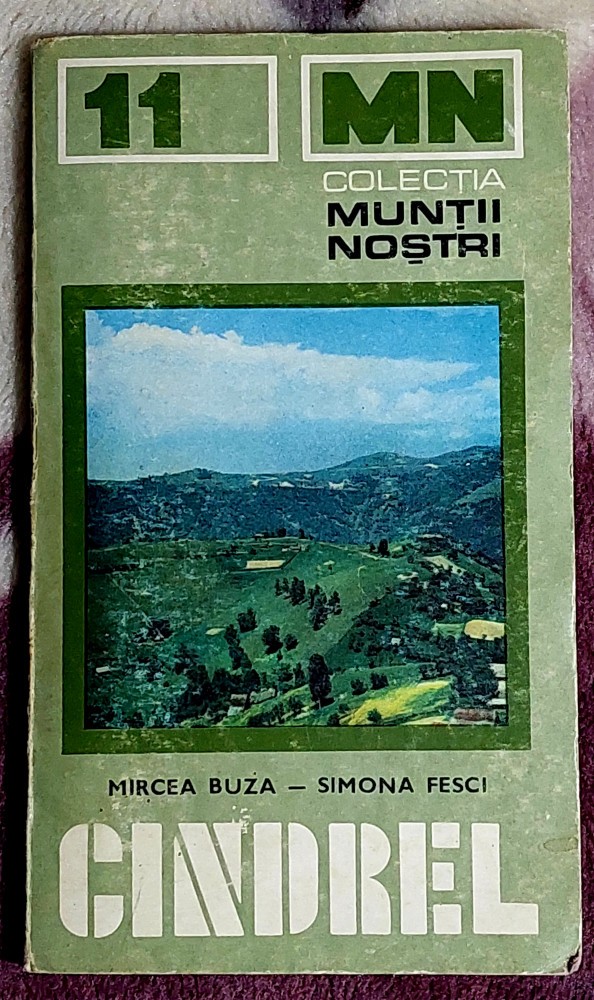 11 MN
COLECȚIA
MUNȚII
NOȘTRI
MIRCEA BUZA — SIMONA FESCI
CINDREL